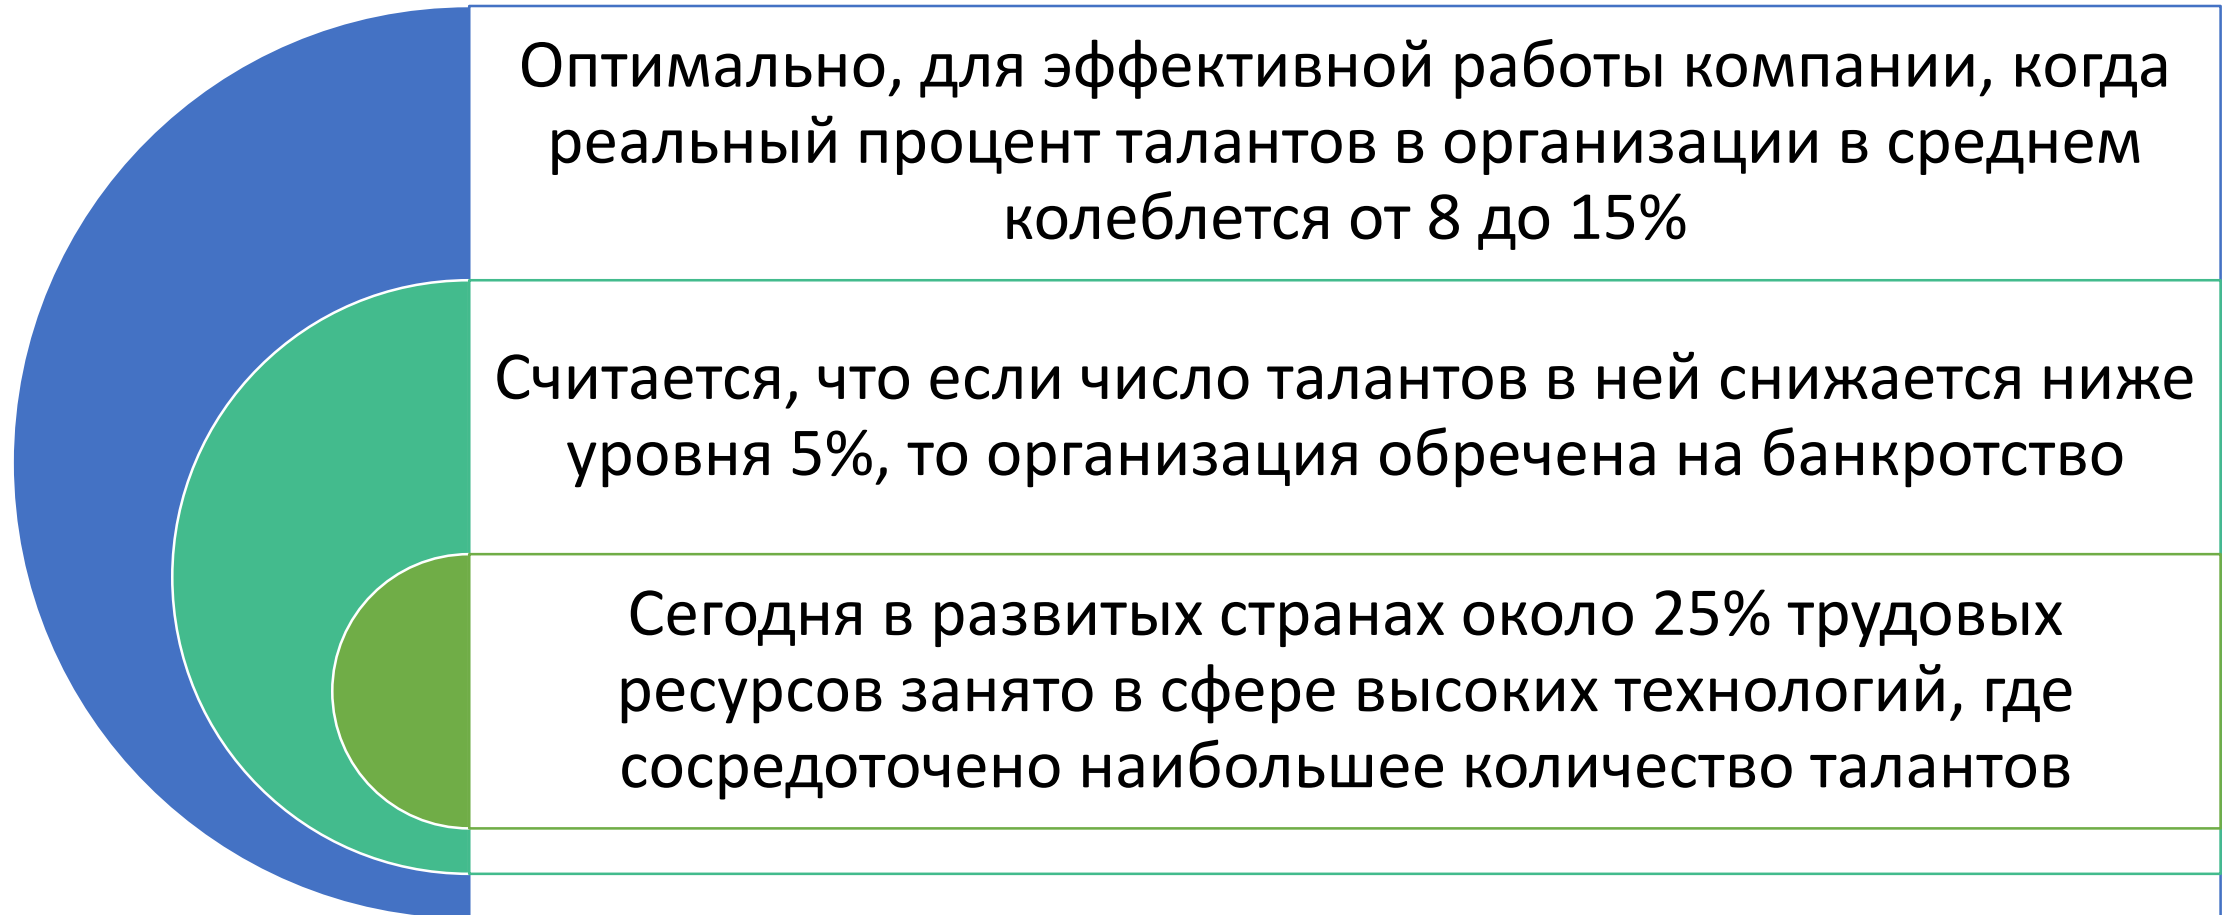 Оптимально, для эффективной работы компании, когда
реальный процент талантов в организации в среднем
колеблется от 8 до 15%
Считается, что если число талантов в ней снижается ниже
уровня 5%, то организация обречена на банкротство
Сегодня в развитых странах около 25% трудовых
ресурсов занято в сфере высоких технологий, где
сосредоточено наибольшее количество талантов